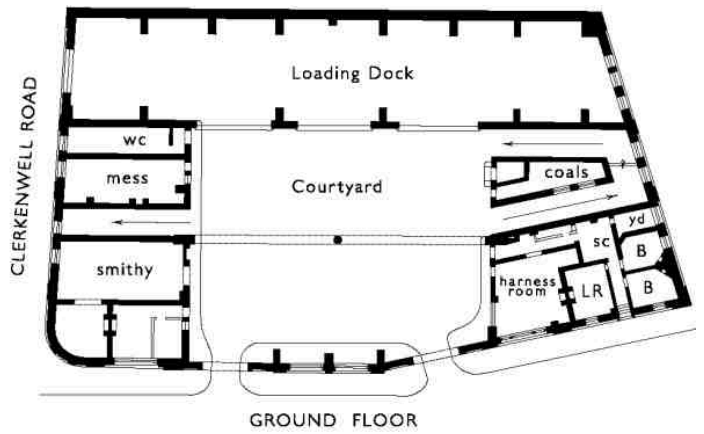 Loading Dock
CLERKENWELL ROAD
wc
mess
Courtyard
coals
yd
sc
B
smithy
harness
room
LR
B
GROUND FLOOR